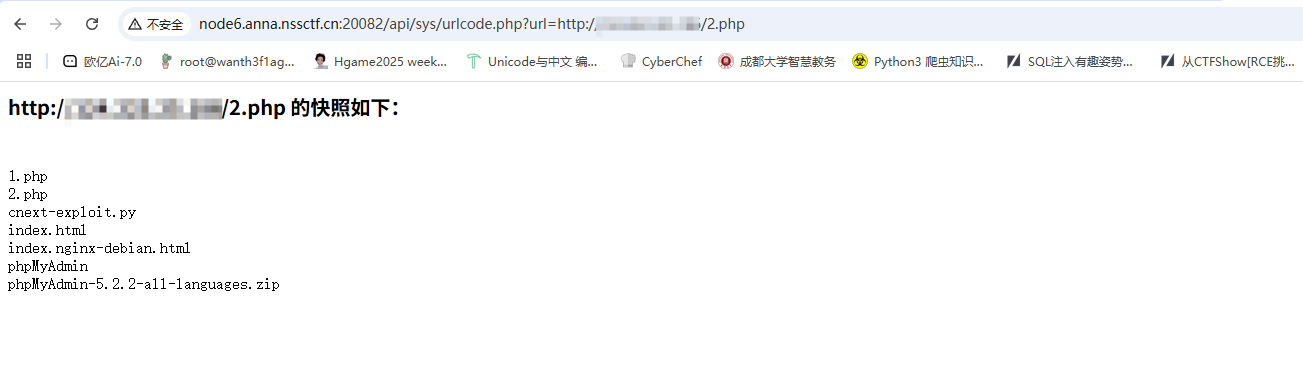 不安全 node6.anna.nssctf.cn:20082/api/sys/urlcode.php?url=http:/ /2.php
欧亿Ai-7.0 root@wanth3f1ag... Hgame2025 week... Unicode与中文 编... CyberChef 成都大学智慧教务 Python3 爬虫知识... SQL注入有趣姿势... 从CTFShow[RCE挑...
http:/ /2.php 的快照如下：
1.php
2.php
cnext-exploit.py
index.html
index.nginx-debian.html
phpMyAdmin
phpMyAdmin-5.2.2-all-languages.zip